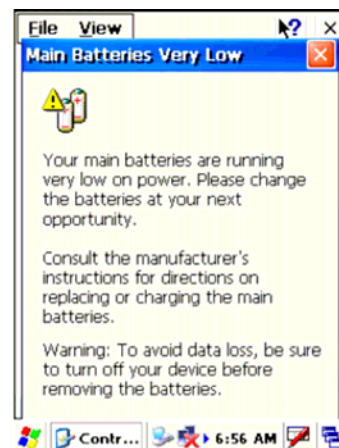 File View ? ×
Main Batteries Very Low
Your main batteries are running
very low on power. Please change
the batteries at your next
opportunity.
Consult the manufacturer's
instructions for directions on
replacing or charging the main
batteries.
Warning: To avoid data loss, be sure
to turn off your device before
removing the batteries.
Contr... 6:56 AM